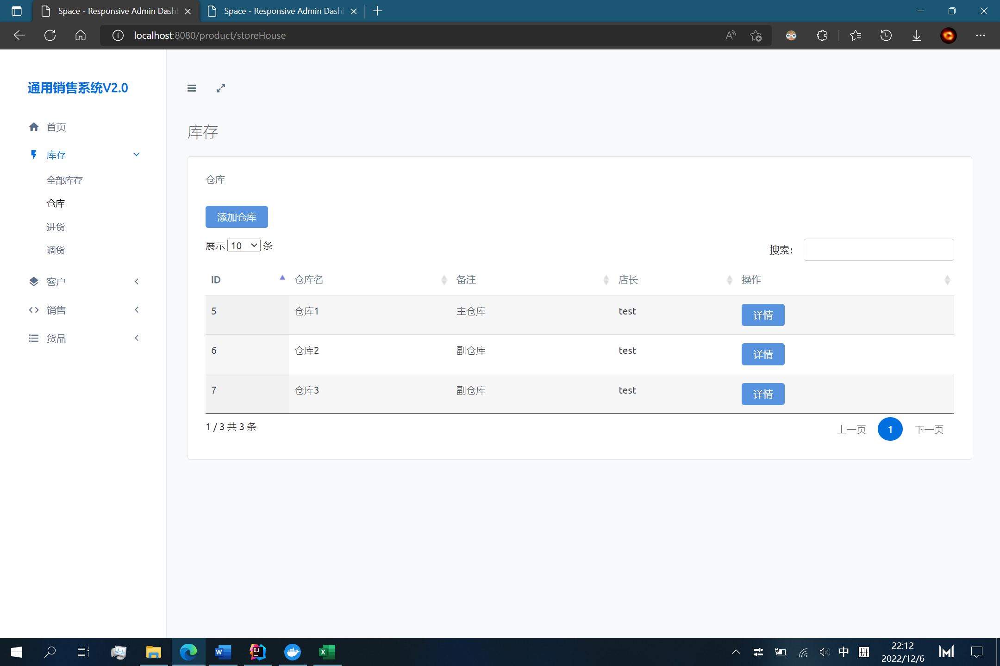 Space - Responsive Admin Dash
Space - Responsive Admin Dash
localhost:8080/product/storeHouse
通用销售系统V2.0
首页
库存
全部库存
仓库
进货
调货
客户
销售
货品
库存
仓库
添加仓库
展示 10 条
搜索:
ID 仓库名 备注 店长 操作
5 仓库1 主仓库 test 详情
6 仓库2 副仓库 test 详情
7 仓库3 副仓库 test 详情
1 / 3 共 3 条
上一页 1 下一页
中 拼
22:12
2022/12/6